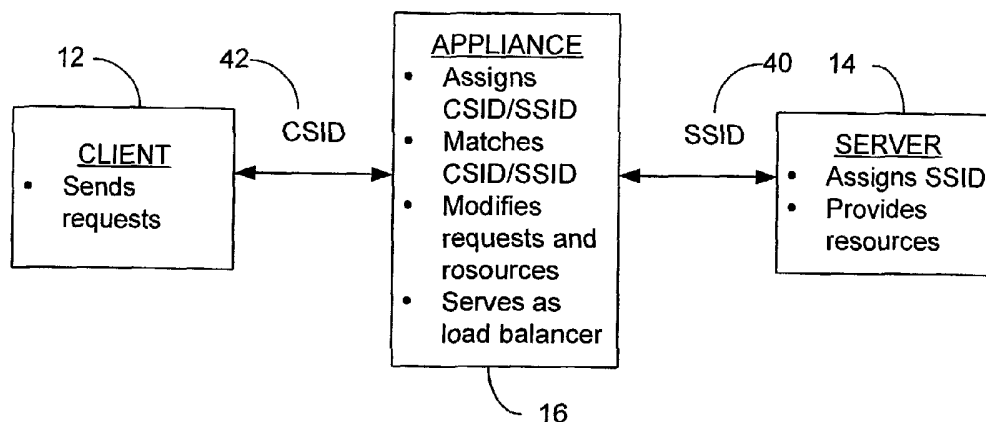 12
42
40
14
CLIENT
• Sends
requests
CSID
APPLIANCE
• Assigns
CSID/SSID
• Matches
CSID/SSID
• Modifies
requests and
rosources
• Serves as
load balancer
SSID
SERVER
• Assigns SSID
• Provides
resources
16